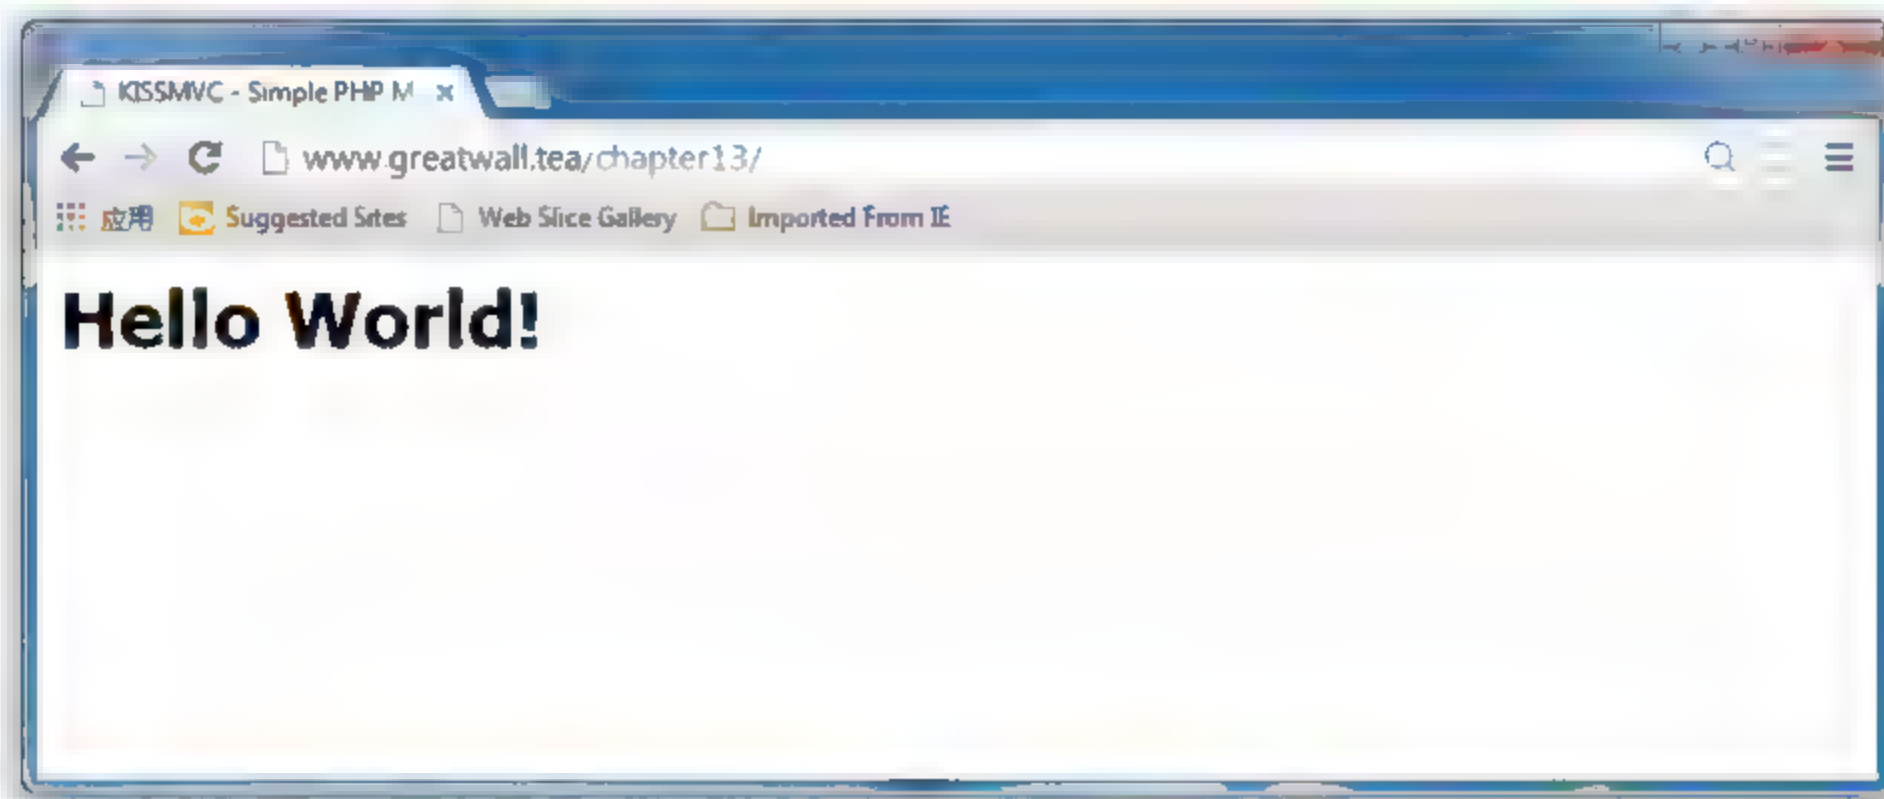 KISSMVC - Simple PHP M
www.greatwall.tea/chapter13/
应用 Suggested Sites Web Slice Gallery Imported From IE
Hello World!